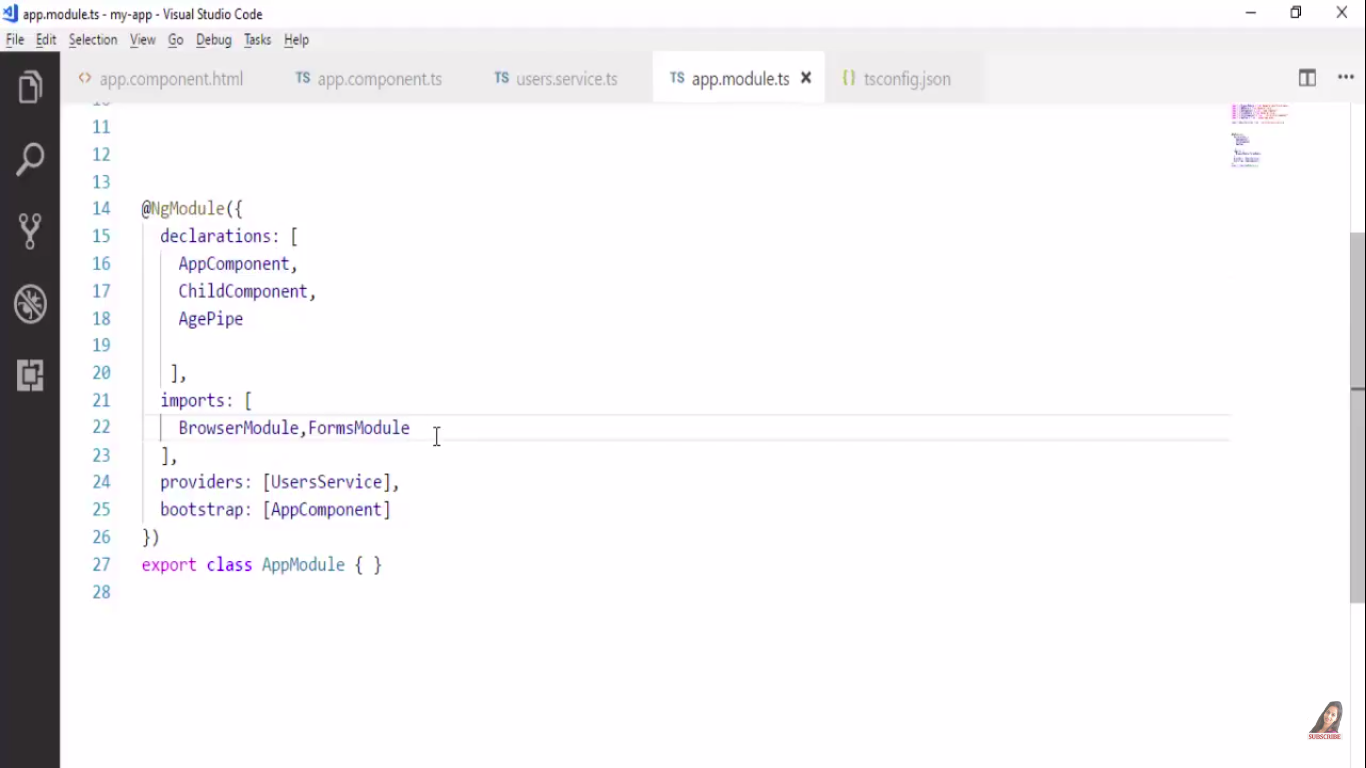 app.module.ts - my-app - Visual Studio Code
File Edit Selection View Go Debug Tasks Help
<> app.component.html TS app.component.ts TS users.service.ts TS app.module.ts × {} tsconfig.json
10
11
12
13
14 @NgModule({
15 declarations: [
16 AppComponent,
17 ChildComponent,
18 AgePipe
19
20 ],
21 imports: [
22 BrowserModule,FormsModule
23 ],
24 providers: [UsersService],
25 bootstrap: [AppComponent]
26 })
27 export class AppModule { }
28
SUBSCRIBE